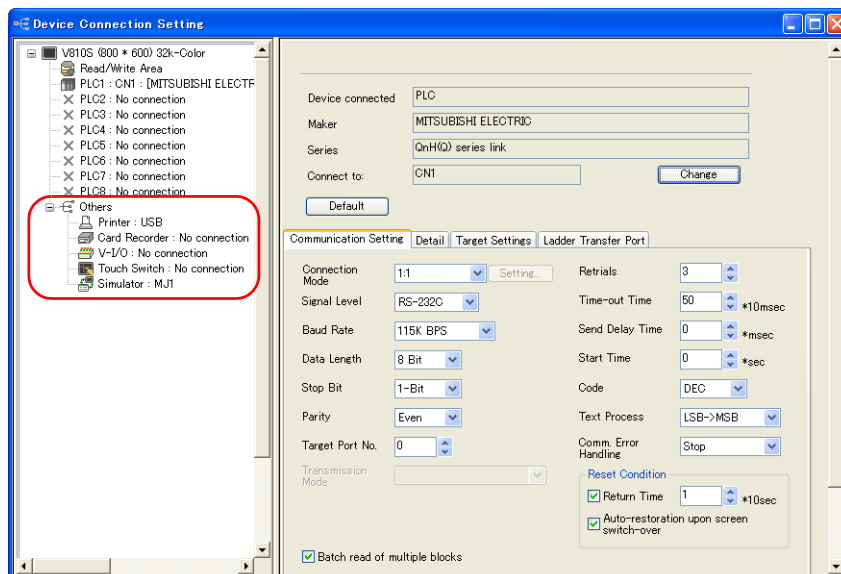 Device Connection Setting
V810S (800 * 600) 32k-Color
Read/Write Area
PLC1 : CN1 : [MITSUBISHI ELECTR
PLC2 : No connection
PLC3 : No connection
PLC4 : No connection
PLC5 : No connection
PLC6 : No connection
PLC7 : No connection
PLC8 : No connection
Others
Printer : USB
Card Recorder : No connection
V-I/O : No connection
Touch Switch : No connection
Simulator : MJ1
Device connected PLC
Maker MITSUBISHI ELECTRIC
Series QnH(Q) series link
Connect to: CN1 Change
Default
Communication Setting Detail Target Settings Ladder Transfer Port
Connection Mode 1:1 Setting...
Signal Level RS-232C
Baud Rate 115K BPS
Data Length 8 Bit
Stop Bit 1-Bit
Parity Even
Target Port No. 0
Transmission Mode
Batch read of multiple blocks
Retrials 3
Time-out Time 50 *10msec
Send Delay Time 0 *msec
Start Time 0 *sec
Code DEC
Text Process LSB->MSB
Comm. Error Handling Stop
Reset Condition
Return Time 1 *10sec
Auto-restoration upon screen
switch-over